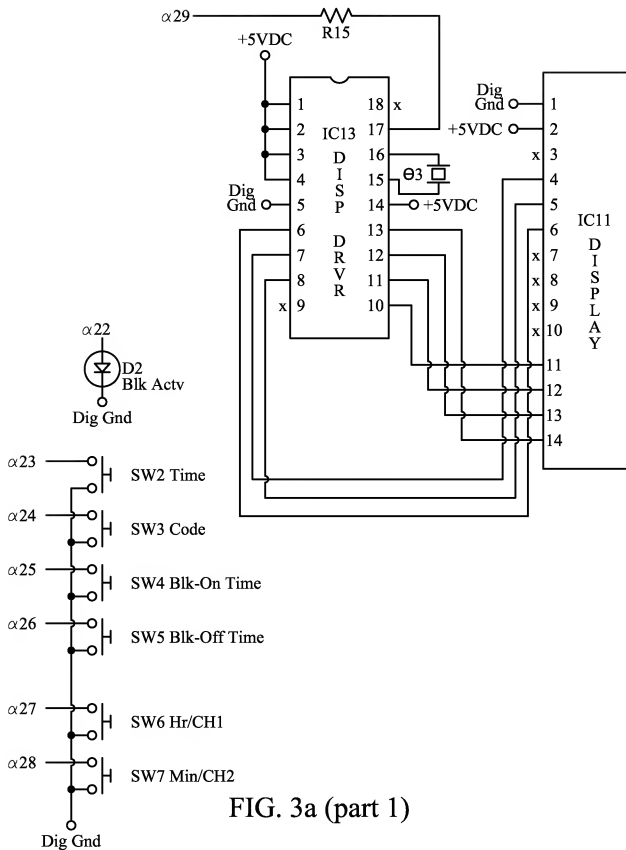 α29
R15
+5VDC
1 18 x
2 17
IC13
3 16
4 15
Dig Gnd 5 14 +5VDC
6 13
7 12
8 11
x 9 10
DISP DRVR
θ3
Dig Gnd 1
+5VDC 2
x 3
4
5
6
x 7
x 8
x 9
x 10
11
12
13
14
IC11
DISPLAY
α22
D2
Blk Actv
Dig Gnd
α23
SW2 Time
α24
SW3 Code
α25
SW4 Blk-On Time
α26
SW5 Blk-Off Time
α27
SW6 Hr/CH1
α28
SW7 Min/CH2
Dig Gnd
FIG. 3a (part 1)